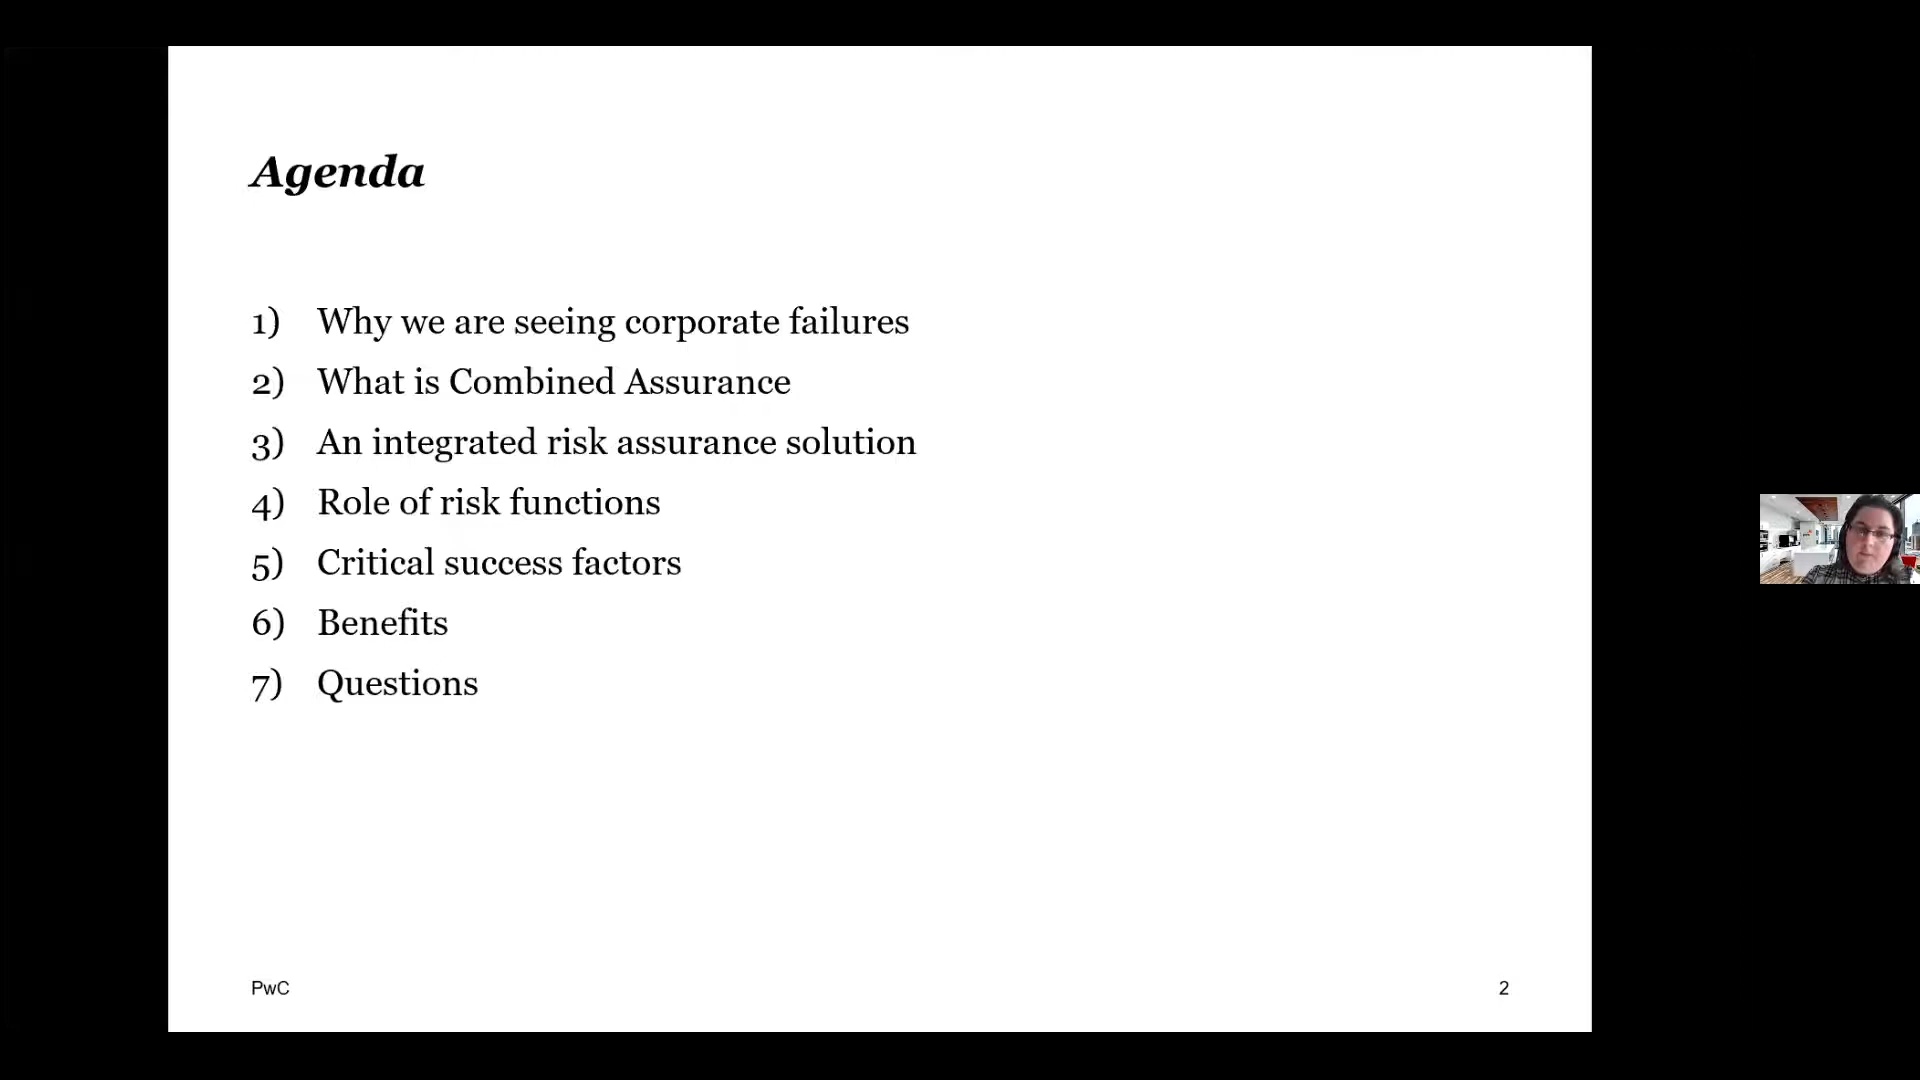 Agenda
1) Why we are seeing corporate failures
2) What is Combined Assurance
3) An integrated risk assurance solution
4) Role of risk functions
5) Critical success factors
6) Benefits
7) Questions
PwC
2